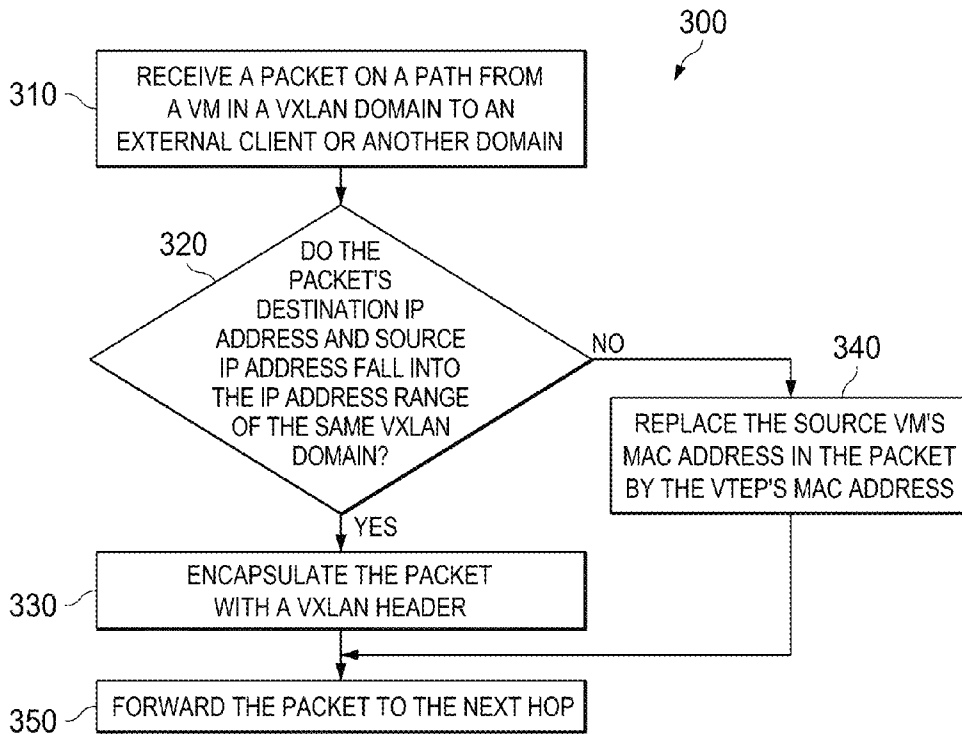 300
310
RECEIVE A PACKET ON A PATH FROM
A VM IN A VXLAN DOMAIN TO AN
EXTERNAL CLIENT OR ANOTHER DOMAIN
320
DO THE
PACKET'S
DESTINATION IP
ADDRESS AND SOURCE
IP ADDRESS FALL INTO
THE IP ADDRESS RANGE
OF THE SAME VXLAN
DOMAIN?
NO
340
REPLACE THE SOURCE VM'S
MAC ADDRESS IN THE PACKET
BY THE VTEP'S MAC ADDRESS
YES
330
ENCAPSULATE THE PACKET
WITH A VXLAN HEADER
350
FORWARD THE PACKET TO THE NEXT HOP